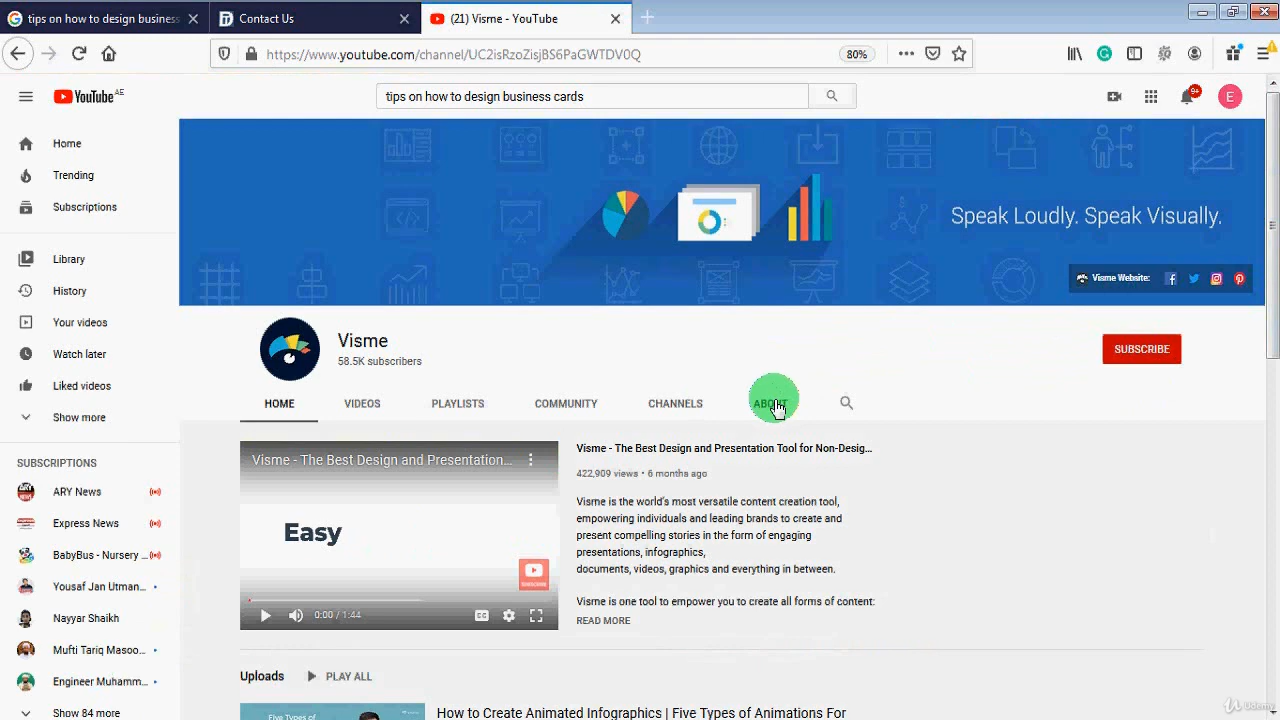 tips on how to design business
Contact Us
(21) Visme - YouTube
https://www.youtube.com/channel/UC2isRzoZisjBS6PaGWTDV0Q
80%
YouTube AE
tips on how to design business cards
9+
E
Home
Trending
Subscriptions
Library
History
Your videos
Watch later
Liked videos
Show more
SUBSCRIPTIONS
ARY News
Express News
BabyBus - Nursery ...
Yousaf Jan Utman...
Nayyar Shaikh
Mufti Tariq Masoo...
Engineer Muhamm...
Show 84 more
Speak Loudly. Speak Visually.
Visme Website:
Visme
58.5K subscribers
SUBSCRIBE
HOME
VIDEOS
PLAYLISTS
COMMUNITY
CHANNELS
ABOUT
Visme - The Best Design and Presentation...
Easy
SUBSCRIBE
0:00 / 1:44
CC
Visme - The Best Design and Presentation Tool for Non-Desig...
422,909 views • 6 months ago
Visme is the world's most versatile content creation tool,
empowering individuals and leading brands to create and
present compelling stories in the form of engaging
presentations, infographics,
documents, videos, graphics and everything in between.
Visme is one tool to empower you to create all forms of content:
READ MORE
Uploads
PLAY ALL
Five Types of
How to Create Animated Infographics | Five Types of Animations For
Udemy